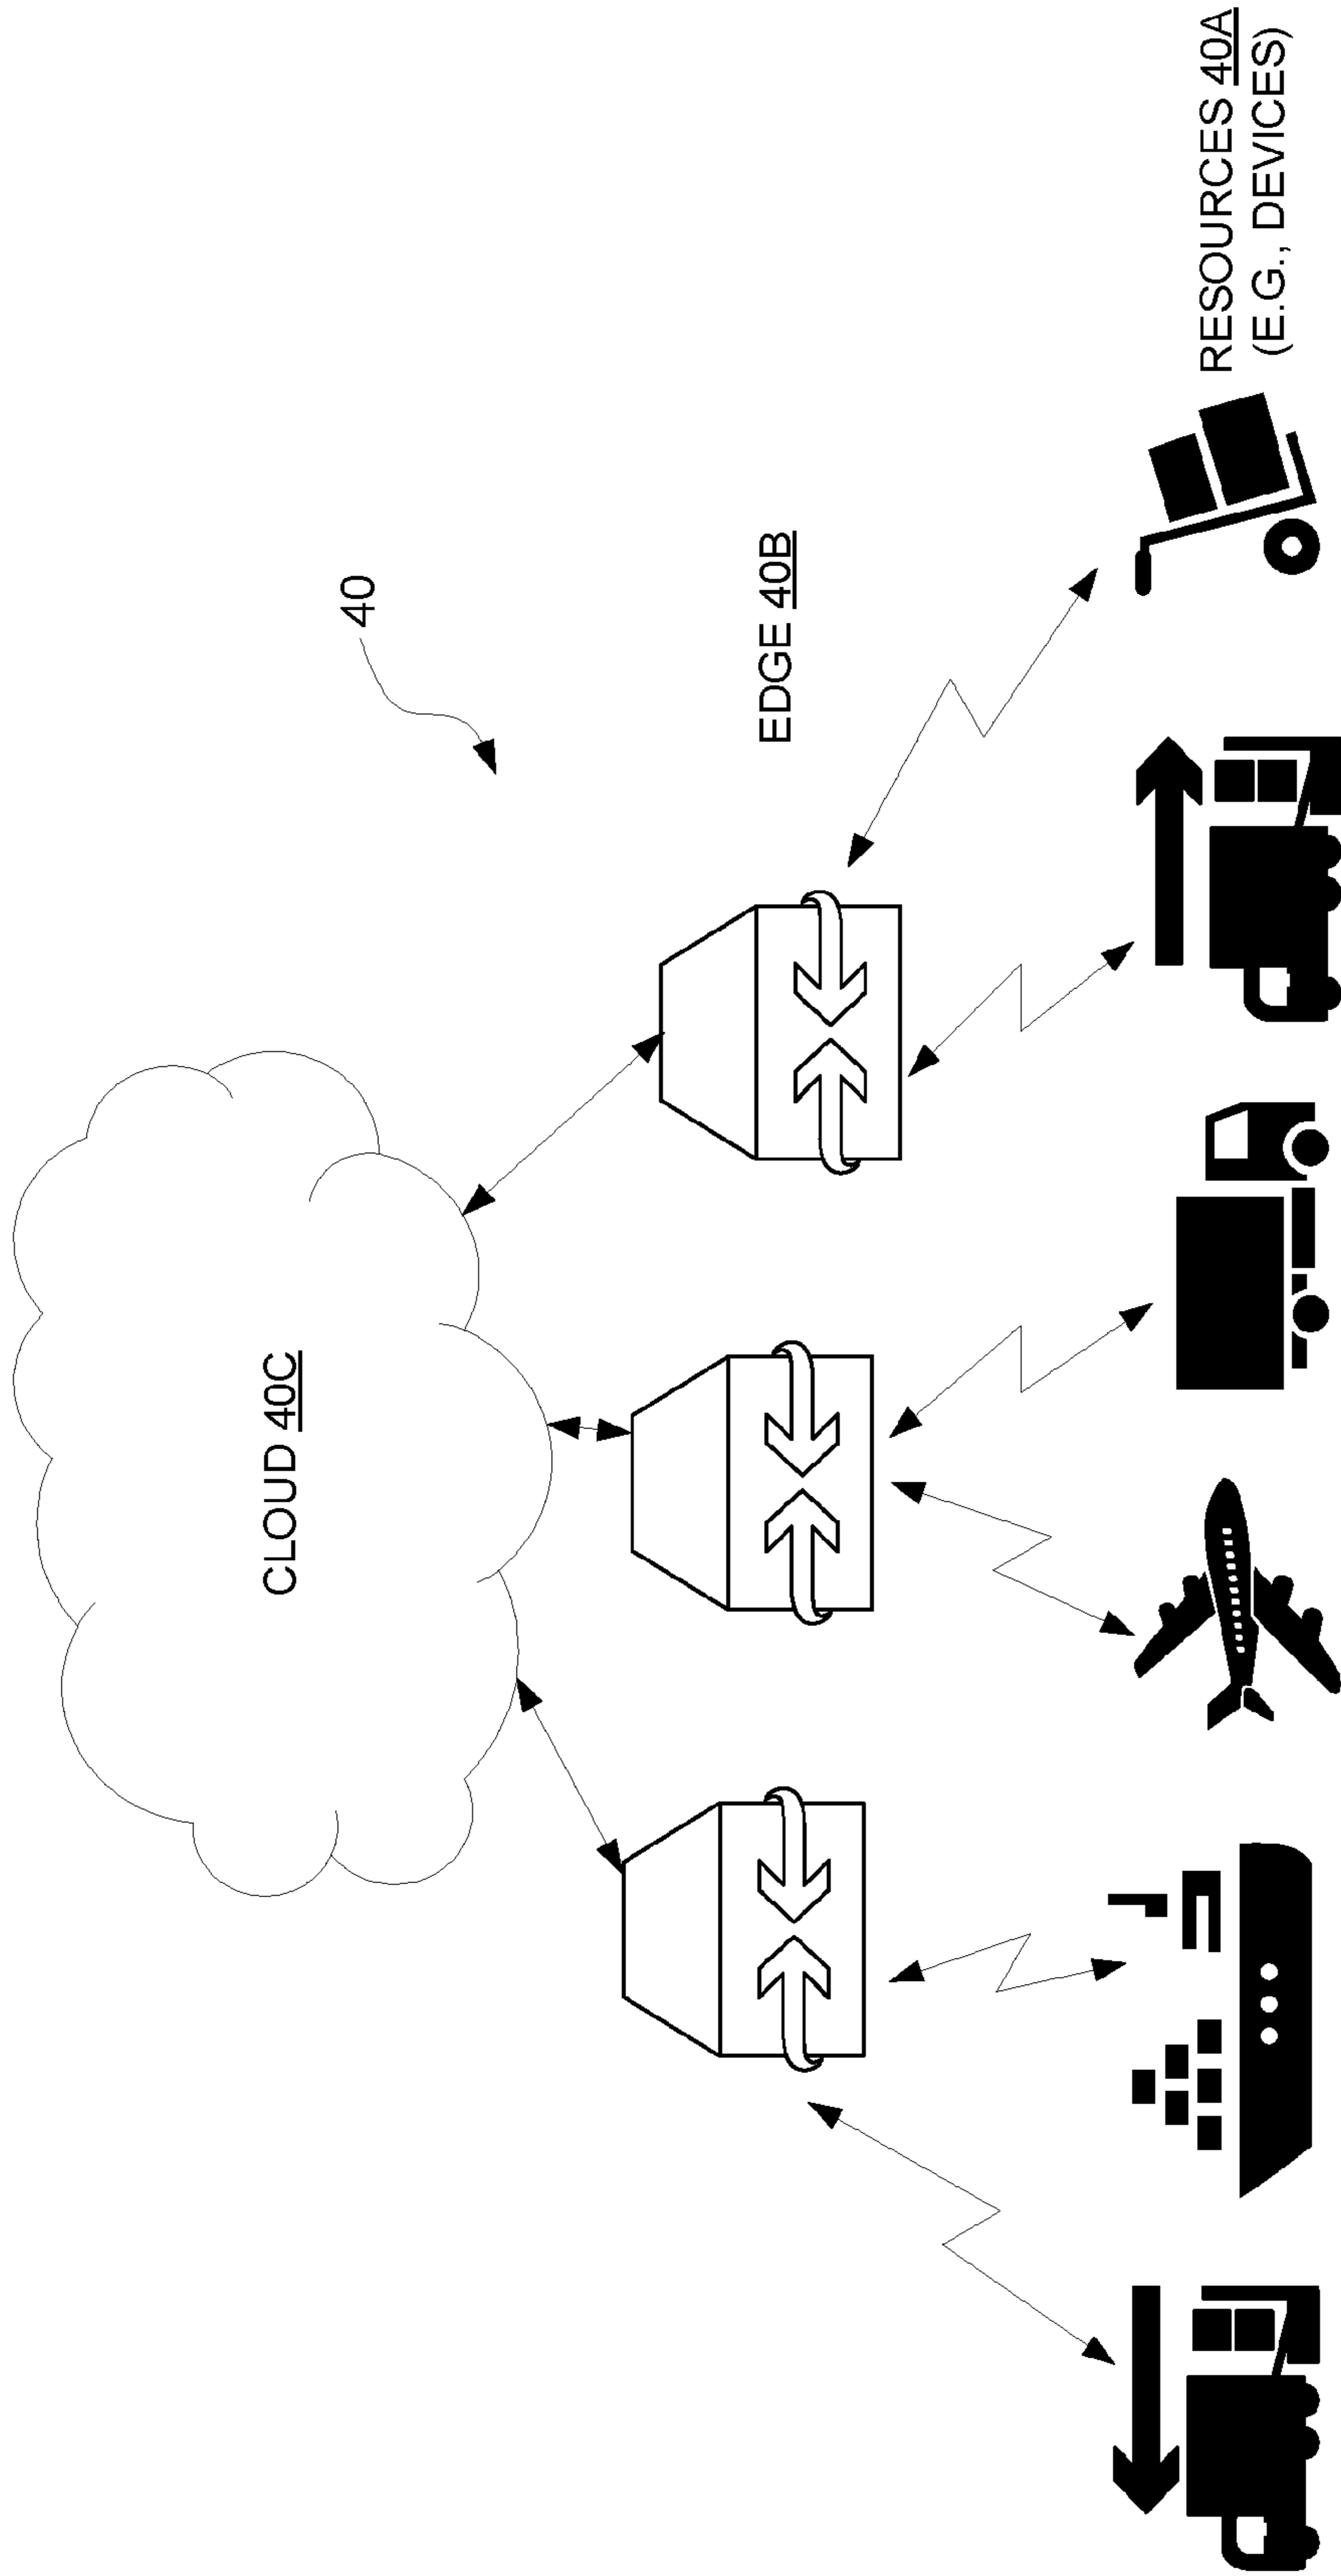 CLOUD 40C
40
EDGE 40B
RESOURCES 40A
(E.G., DEVICES)